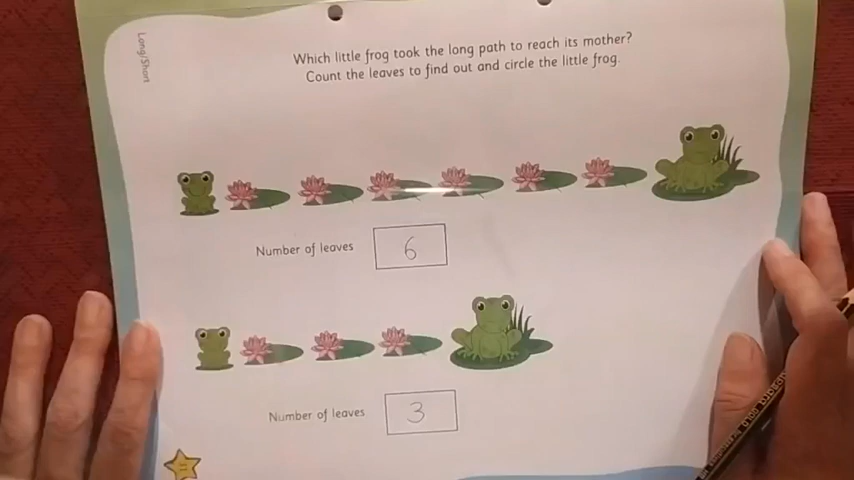 Long/Short
Which little frog took the long path to reach its mother?
Count the leaves to find out and circle the little frog.
Number of leaves 6
Number of leaves 3
11